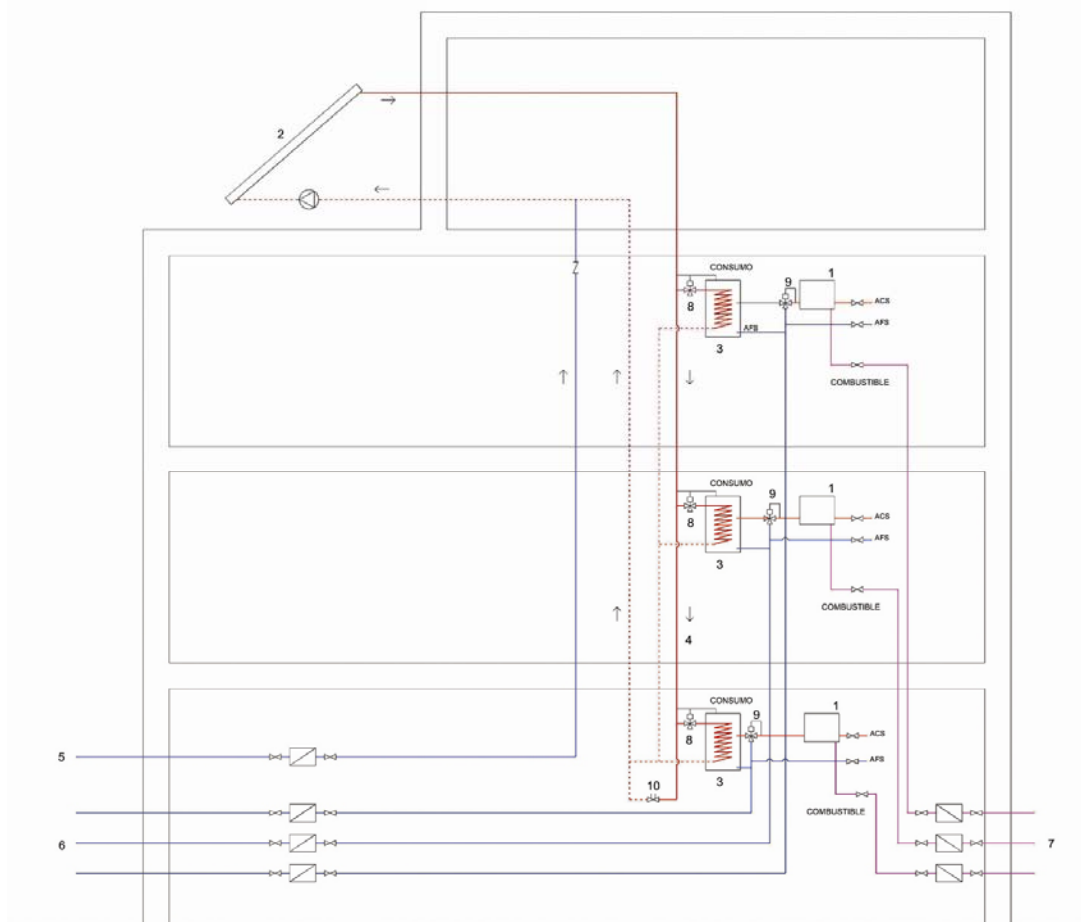 2
CONSUMO
9
1
ACS
8
AFS
AFS
3
COMBUSTIBLE
CONSUMO
9
1
ACS
8
AFS
3
COMBUSTIBLE
4
CONSUMO
9
1
ACS
8
5
AFS
3
10
COMBUSTIBLE
6
7